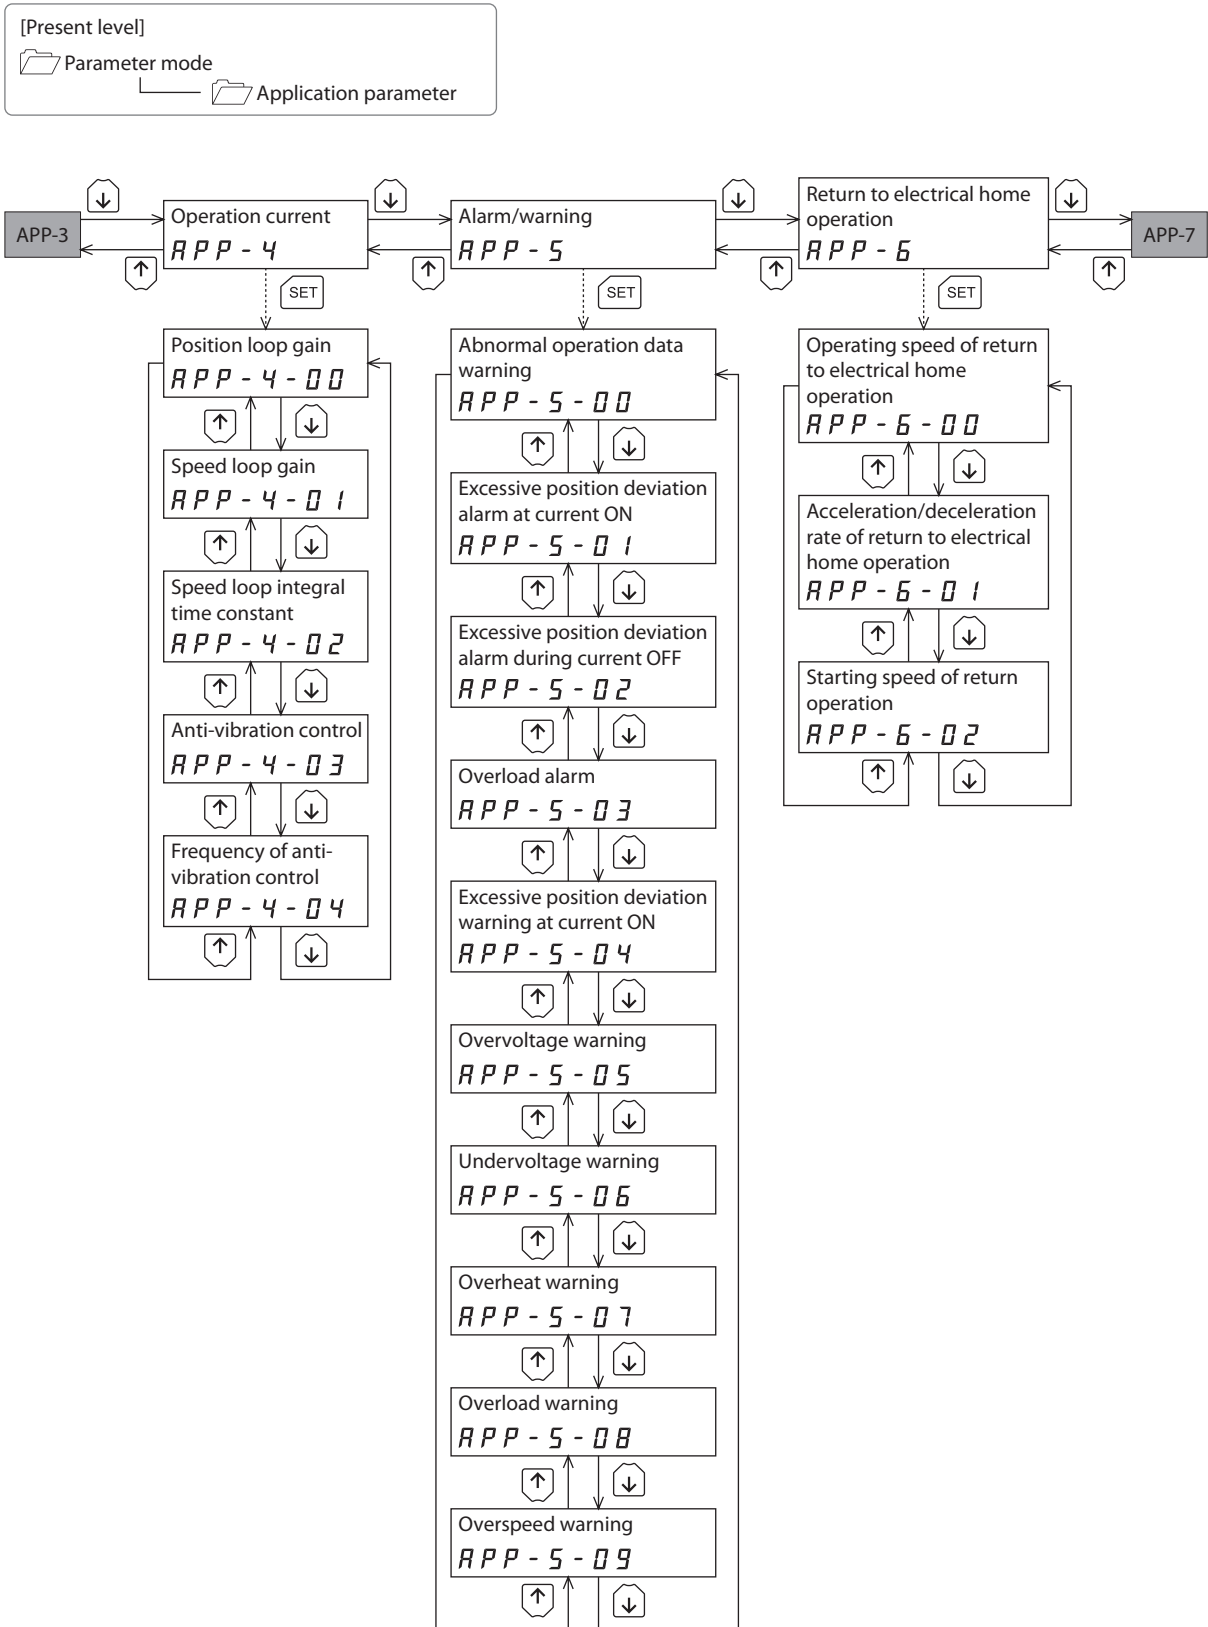 [Present level]
Parameter mode
Application parameter
APP-3
Operation current
APP-4
Alarm/warning
APP-5
Return to electrical home
operation
APP-6
APP-7
SET
SET
SET
Position loop gain
APP-4-00
Speed loop gain
APP-4-01
Speed loop integral
time constant
APP-4-02
Anti-vibration control
APP-4-03
Frequency of anti-
vibration control
APP-4-04
Abnormal operation data
warning
APP-5-00
Excessive position deviation
alarm at current ON
APP-5-01
Excessive position deviation
alarm during current OFF
APP-5-02
Overload alarm
APP-5-03
Excessive position deviation
warning at current ON
APP-5-04
Overvoltage warning
APP-5-05
Undervoltage warning
APP-5-06
Overheat warning
APP-5-07
Overload warning
APP-5-08
Overspeed warning
APP-5-09
Operating speed of return
to electrical home
operation
APP-6-00
Acceleration/deceleration
rate of return to electrical
home operation
APP-6-01
Starting speed of return
operation
APP-6-02